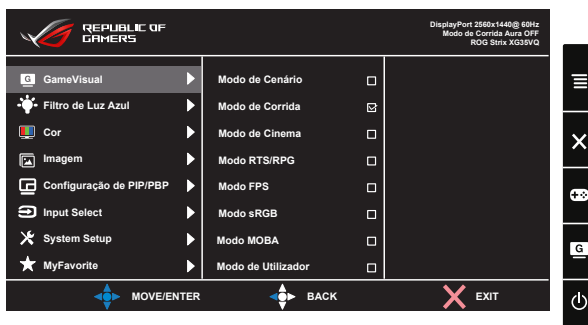 REPUBLIC OF
GAMERS
DisplayPort 2560x1440@ 60Hz
Modo de Corrida Aura OFF
ROG Strix XG35VQ
G GameVisual
Filtro de Luz Azul
Cor
Imagem
Configuração de PIP/PBP
Input Select
System Setup
MyFavorite
Modo de Cenário
Modo de Corrida
Modo de Cinema
Modo RTS/RPG
Modo FPS
Modo sRGB
Modo MOBA
Modo de Utilizador
MOVE/ENTER
BACK
EXIT
G